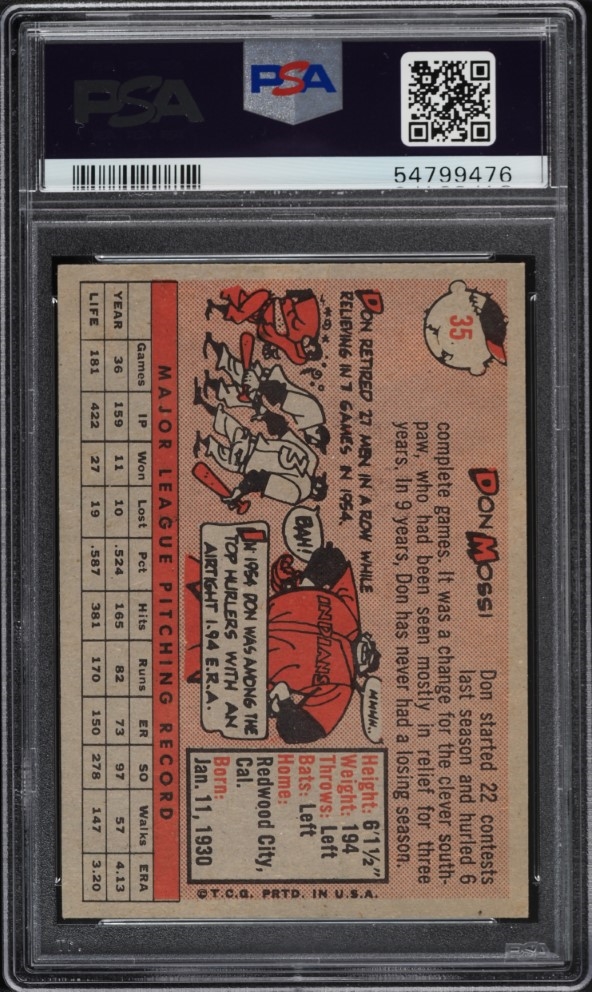 PSA
PSA
54799476
35
DON MOSSI
Don started 22 contests
last season and hurled 6
complete games. It was a change for the clever south-
paw, who had been seen mostly in relief for three
years. In 9 years, Don has never had a losing season.
DON RETIRED 27 MEN IN A ROW WHILE
RELIEVING IN 7 GAMES IN 1954.
3
BAH!
INDIANS
MMHH..
IN 1954 DON WAS AMONG THE
TOP HURLERS WITH AN
AIRTIGHT 1.94 E.R.A.
Height: 6'1½"
Weight: 194
Throws: Left
Bats: Left
Home:
Redwood City,
Cal.
Born:
Jan. 11, 1930
©T.C.G. PRTD. IN U.S.A.
MAJOR LEAGUE PITCHING RECORD
Games IP Won Lost Pct Hits Runs ER SO Walks ERA
YEAR 36 159 11 10 .524 165 82 73 97 57 4.13
LIFE 181 422 27 19 .587 381 170 150 278 147 3.20